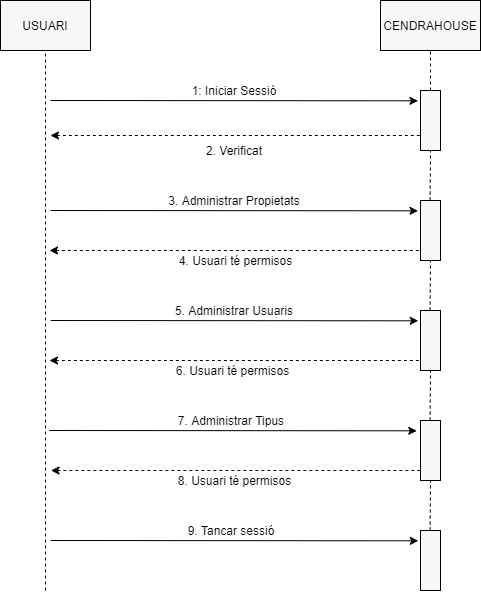 USUARI
CENDRAHOUSE
1: Iniciar Sessió
2. Verificat
3. Administrar Propietats
4. Usuari té permisos
5. Administrar Usuaris
6. Usuari té permisos
7. Administrar Tipus
8. Usuari té permisos
9. Tancar sessió